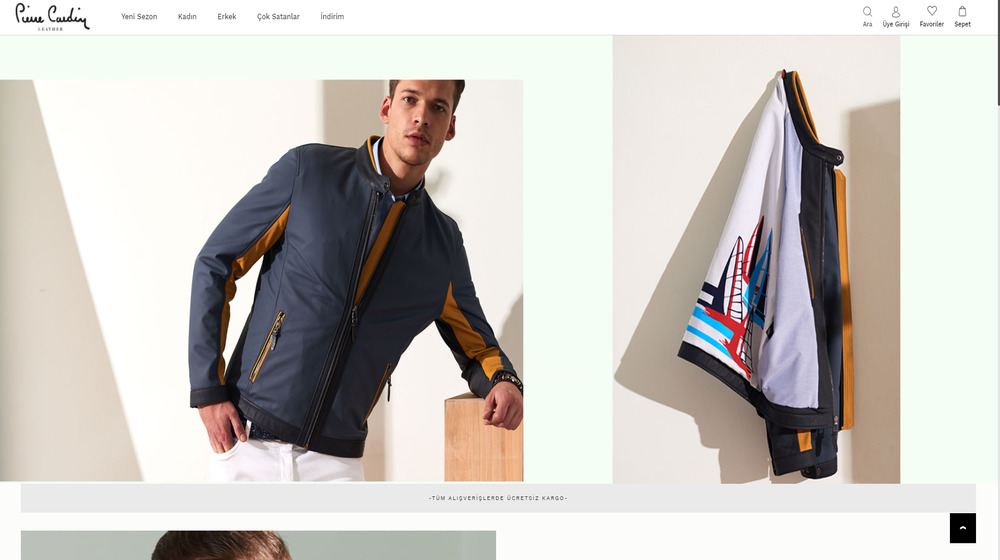 Pierre Cardin
LEATHER
Yeni Sezon
Kadın
Erkek
Çok Satanlar
İndirim
Ara
Üye Girişi
Favoriler
Sepet
-TÜM ALIŞVERİŞLERDE ÜCRETSİZ KARGO-